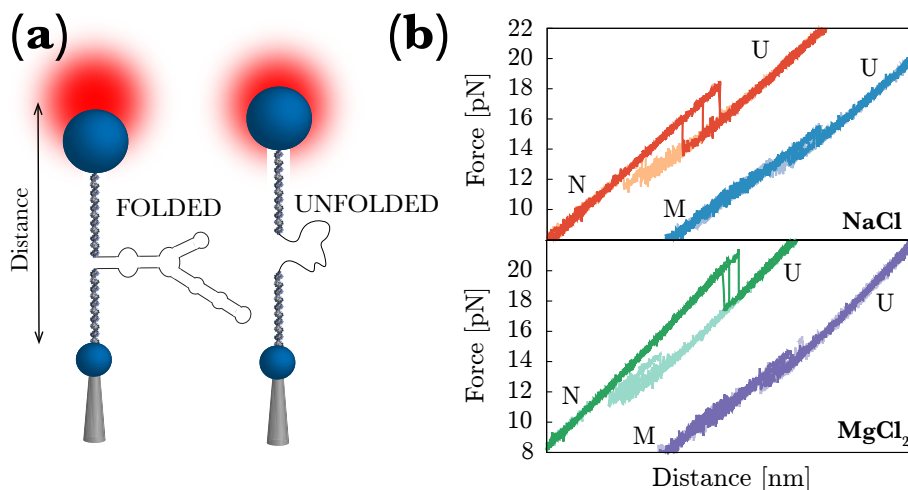 (a)
Distance
FOLDED
UNFOLDED
(b)
Force [pN]
22
20
18
16
14
12
10
N
U
M
U
NaCl
Force [pN]
20
18
16
14
12
10
8
N
U
M
U
MgCl₂
Distance [nm]